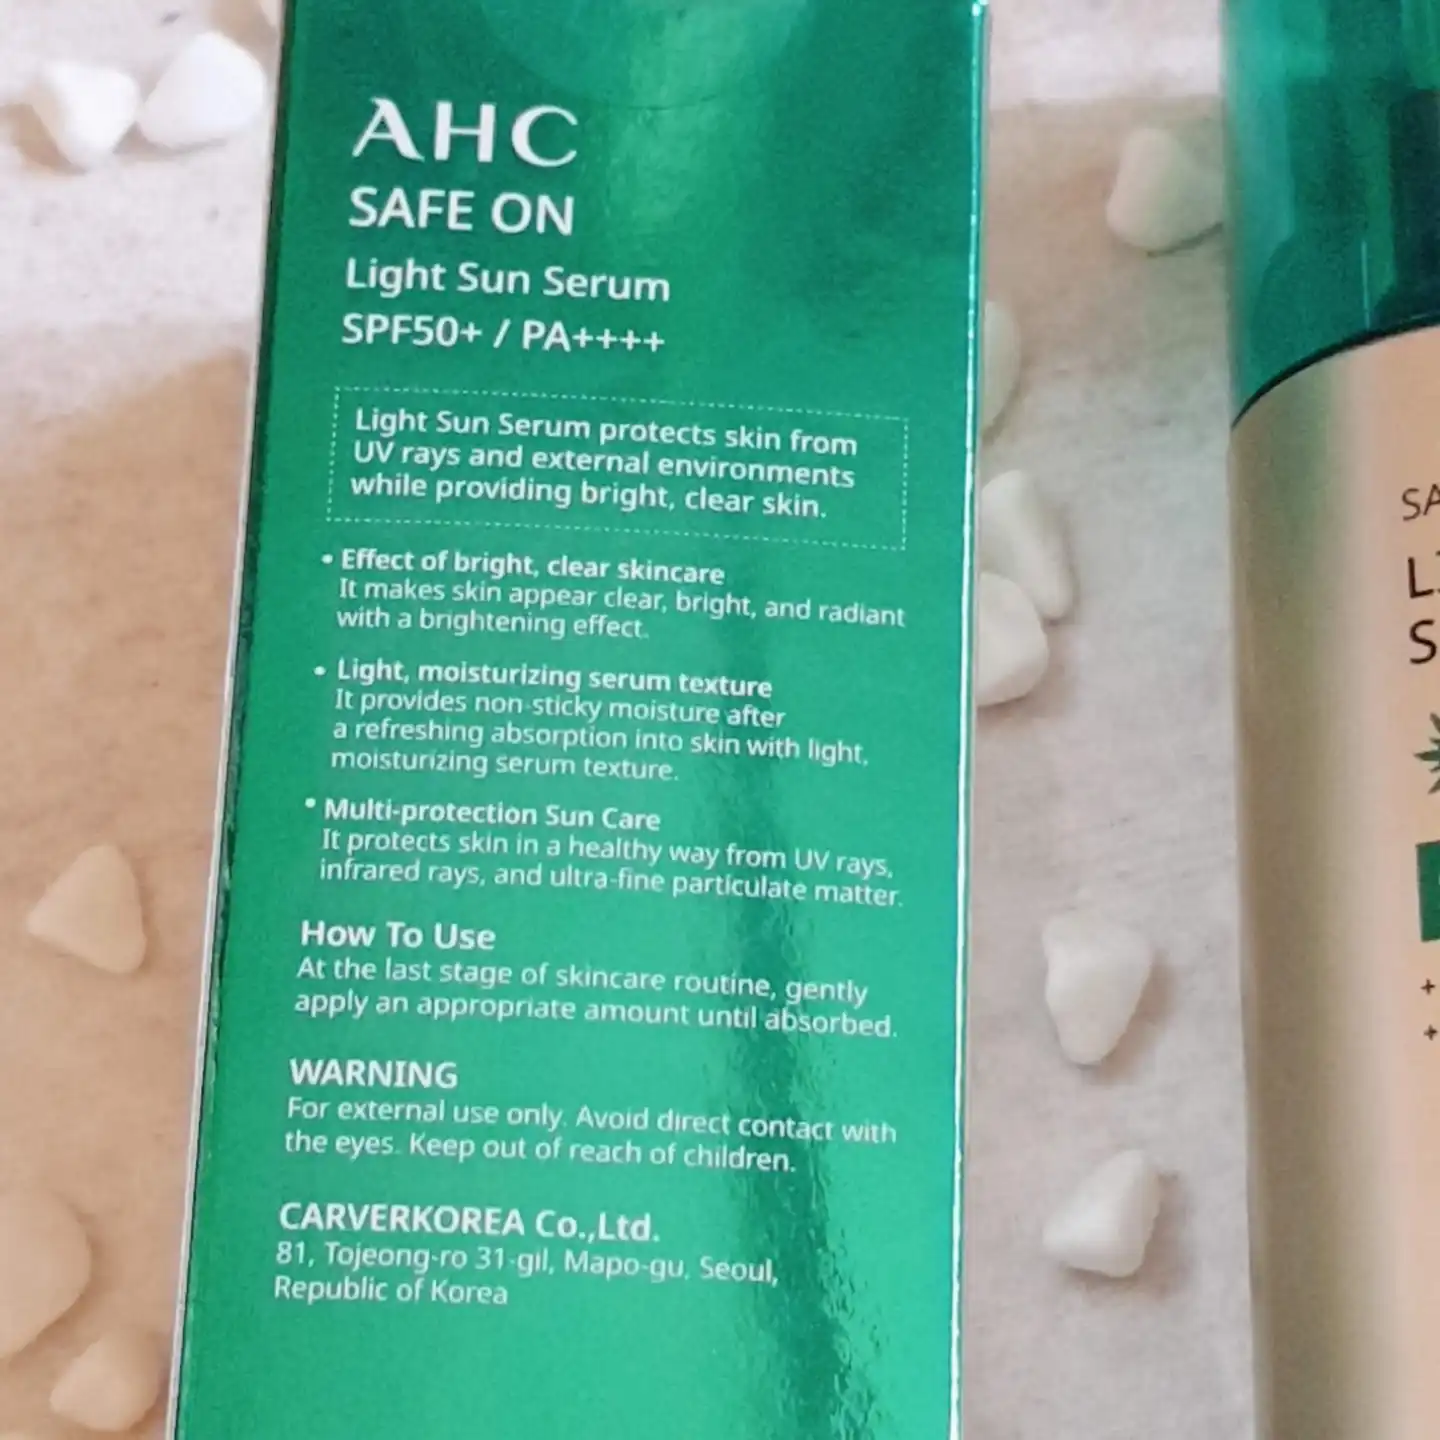 AHC
SAFE ON
Light Sun Serum
SPF50+ / PA++++
Light Sun Serum protects skin from
UV rays and external environments
while providing bright, clear skin.
• Effect of bright, clear skincare
It makes skin appear clear, bright, and radiant
with a brightening effect.
• Light, moisturizing serum texture
It provides non-sticky moisture after
a refreshing absorption into skin with light,
moisturizing serum texture.
• Multi-protection Sun Care
It protects skin in a healthy way from UV rays,
infrared rays, and ultra-fine particulate matter.
How To Use
At the last stage of skincare routine, gently
apply an appropriate amount until absorbed.
WARNING
For external use only. Avoid direct contact with
the eyes. Keep out of reach of children.
CARVERKOREA Co.,Ltd.
81, Tojeong-ro 31-gil, Mapo-gu, Seoul,
Republic of Korea
SA
L
S
+
+